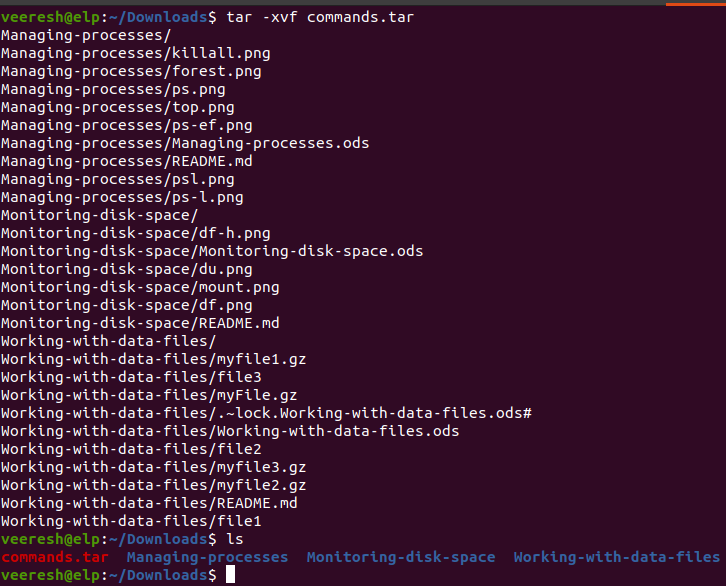 veeresh@elp:~/Downloads$ tar -xvf commands.tar
Managing-processes/
Managing-processes/killall.png
Managing-processes/forest.png
Managing-processes/ps.png
Managing-processes/top.png
Managing-processes/ps-ef.png
Managing-processes/Managing-processes.ods
Managing-processes/README.md
Managing-processes/psl.png
Managing-processes/ps-l.png
Monitoring-disk-space/
Monitoring-disk-space/df-h.png
Monitoring-disk-space/Monitoring-disk-space.ods
Monitoring-disk-space/du.png
Monitoring-disk-space/mount.png
Monitoring-disk-space/df.png
Monitoring-disk-space/README.md
Working-with-data-files/
Working-with-data-files/myfile1.gz
Working-with-data-files/file3
Working-with-data-files/myFile.gz
Working-with-data-files/.~lock.Working-with-data-files.ods#
Working-with-data-files/Working-with-data-files.ods
Working-with-data-files/file2
Working-with-data-files/myfile3.gz
Working-with-data-files/myfile2.gz
Working-with-data-files/README.md
Working-with-data-files/file1
veeresh@elp:~/Downloads$ ls
commands.tar  Managing-processes  Monitoring-disk-space  Working-with-data-files
veeresh@elp:~/Downloads$